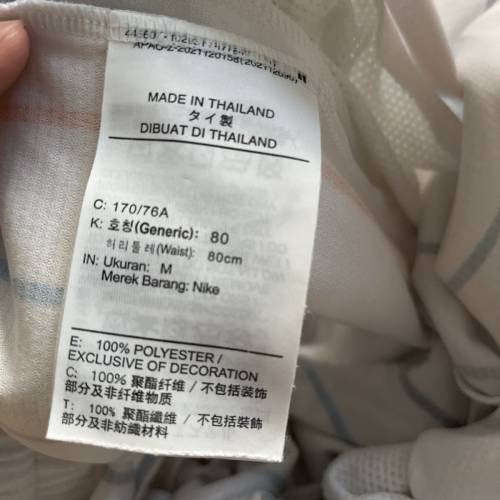 MADE IN THAILAND
タイ製
DIBUAT DI THAILAND
C: 170/76A
K: 호칭(Generic): 80
허리둘레(Waist): 80cm
IN: Ukuran: M
Merek Barang: Nike
E: 100% POLYESTER /
EXCLUSIVE OF DECORATION
C: 100% 聚酯纤维 / 不包括装饰
部分及非纤维物质
T: 100% 聚酯纖維 / 不包括裝飾
部分及非紡織材料